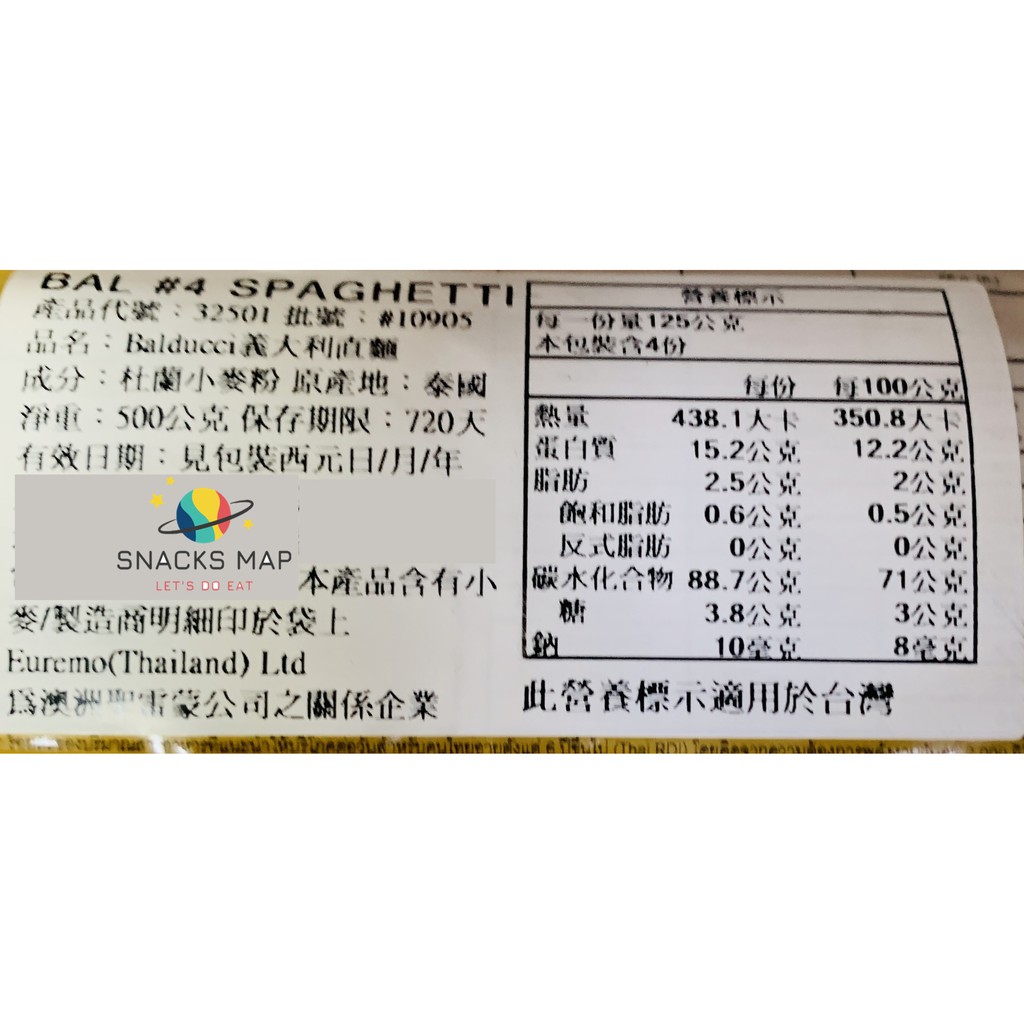 BAL #4 SPAGHETTI
產品代號：32501 批號：#10905
品名：Balducci義大利直麵
成分：杜蘭小麥粉 原產地：泰國
淨重：500公克 保存期限：720天
有效日期：見包裝西元日/月/年
SNACKS MAP
LET'S DO EAT
本產品含有小
麥/製造商明細印於袋上
Euremo(Thailand) Ltd
為澳洲聖雷蒙公司之關係企業
營養標示
每一份量125公克
本包裝含4份
每份 每100公克
熱量 438.1大卡 350.8大卡
蛋白質 15.2公克 12.2公克
脂肪 2.5公克 2公克
飽和脂肪 0.6公克 0.5公克
反式脂肪 0公克 0公克
碳水化合物 88.7公克 71公克
糖 3.8公克 3公克
鈉 10毫克 8毫克
此營養標示適用於台灣
(Thai RDI)